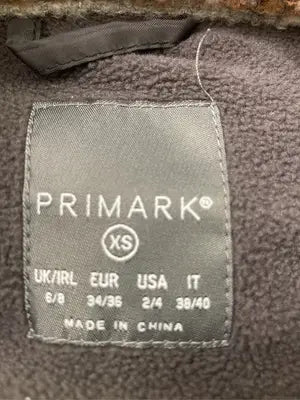 PRIMARK®
XS
UK/IRL EUR USA IT
6/8 34/36 2/4 38/40
MADE IN CHINA